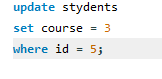 update stydents
set course = 3
where id = 5;